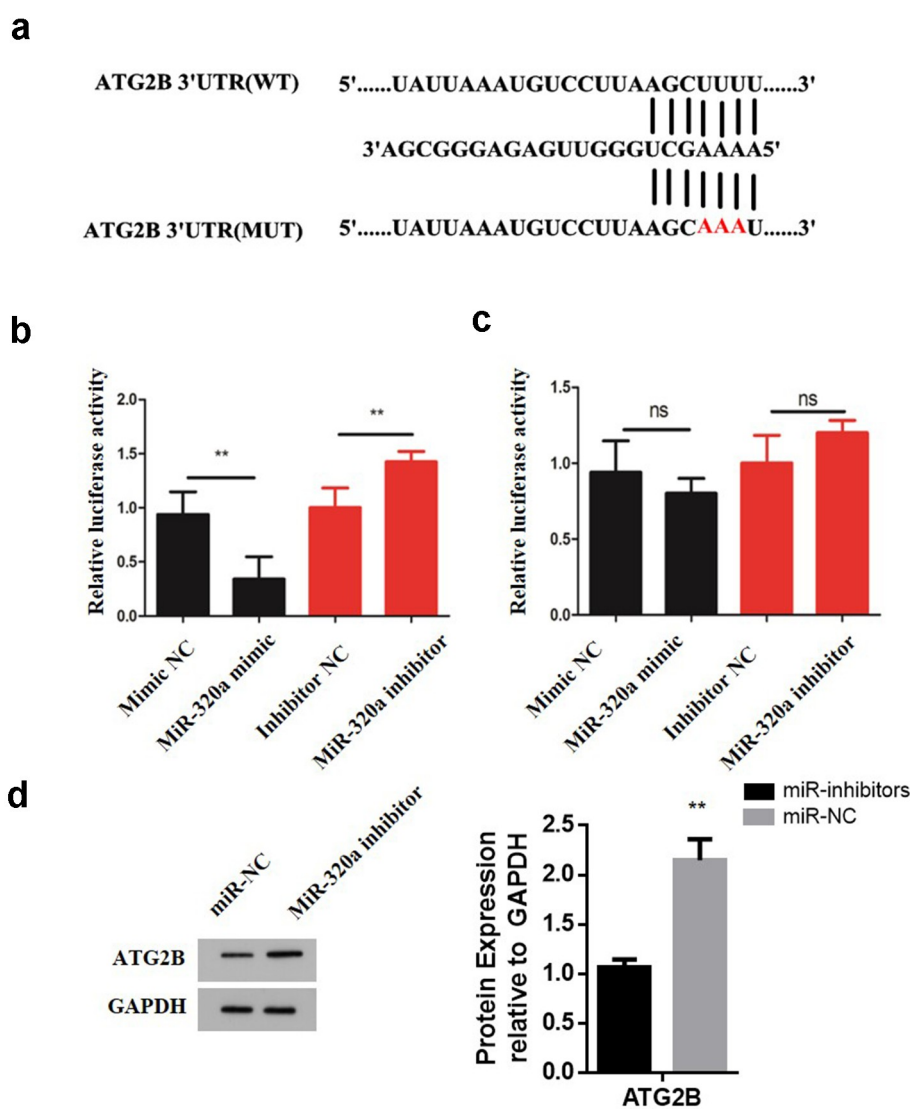 a
ATG2B 3'UTR(WT) 5'......UAUUAAAUGUCCUUAAGCUUUU......3'
3'AGCGGGAGAGUUGGGUCGAAAA5'
ATG2B 3'UTR(MUT) 5'......UAUUAAAUGUCCUUAAGCAAAU......3'
b
Relative luciferase activity
2.0
1.5
1.0
0.5
0.0
**
**
Mimic NC
MiR-320a mimic
Inhibitor NC
MiR-320a inhibitor
c
Relative luciferase activity
1.5
1.0
0.5
0.0
ns
ns
Mimic NC
MiR-320a mimic
Inhibitor NC
MiR-320a inhibitor
d
miR-NC
MiR-320a inhibitor
ATG2B
GAPDH
miR-inhibitors
miR-NC
Protein Expression
relative to GAPDH
2.5
2.0
1.5
1.0
0.5
0.0
**
ATG2B